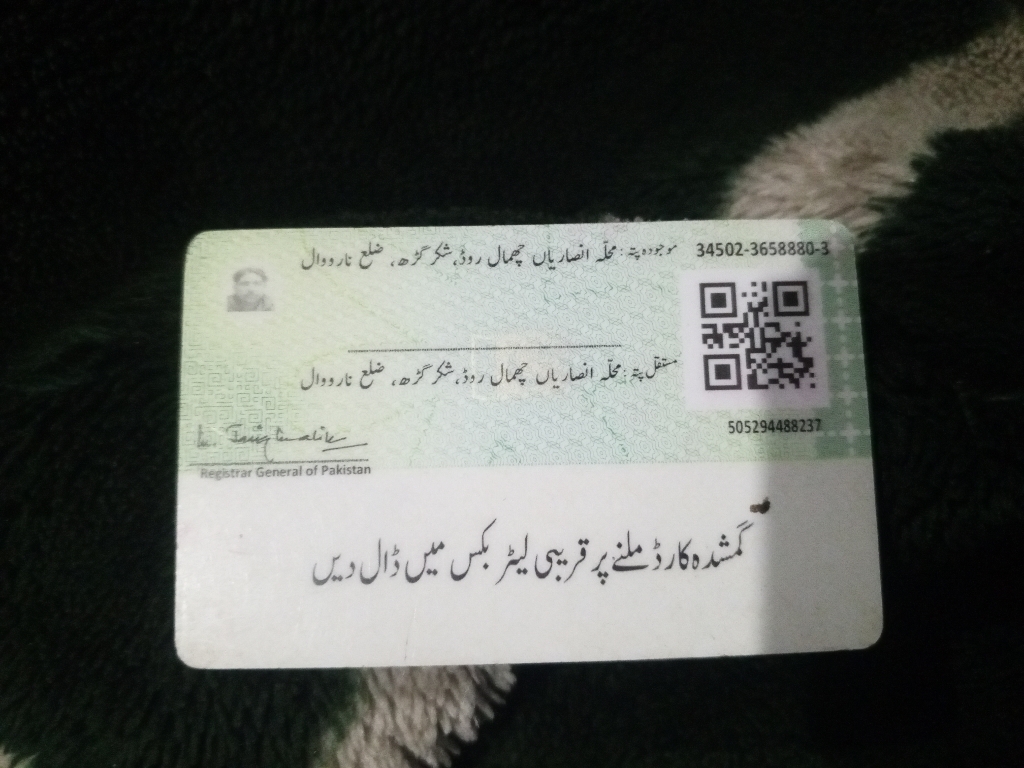 34502-3658880-3
موجودہ پتہ: محلہ انصاریاں چھمال روڈ، شکر گڑھ، ضلع نارووال
مستقل پتہ: محلہ انصاریاں چھمال روڈ، شکر گڑھ، ضلع نارووال
505294488237
Registrar General of Pakistan
گمشدہ کارڈ ملنے پر قریبی لیٹر بکس میں ڈال دیں